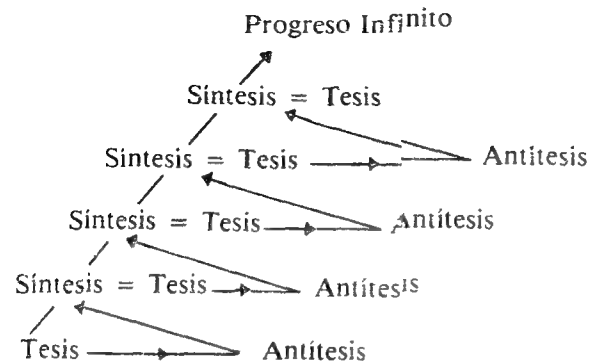 Progreso Infinito
Síntesis = Tesis
Síntesis = Tesis Antítesis
Síntesis = Tesis Antítesis
Síntesis = Tesis Antítesis
Tesis Antítesis